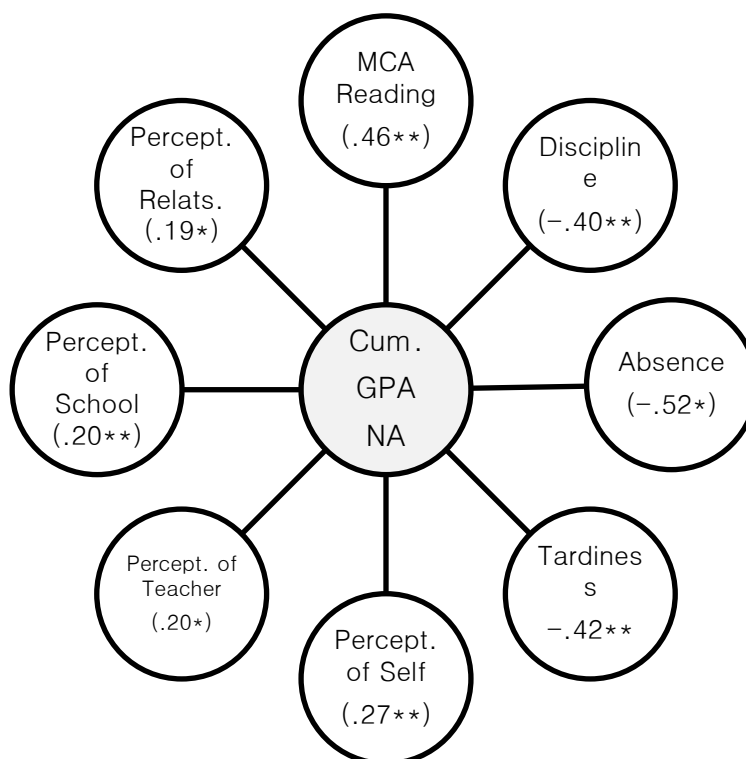 MCA
Reading
(.46**)
Disciplin
e
(-.40**)
Absence
(-.52*)
Tardines
s
-.42**
Percept.
of Self
(.27**)
Percept. of
Teacher
(.20*)
Percept.
of
School
(.20**)
Percept.
of
Relats.
(.19*)
Cum.
GPA
NA